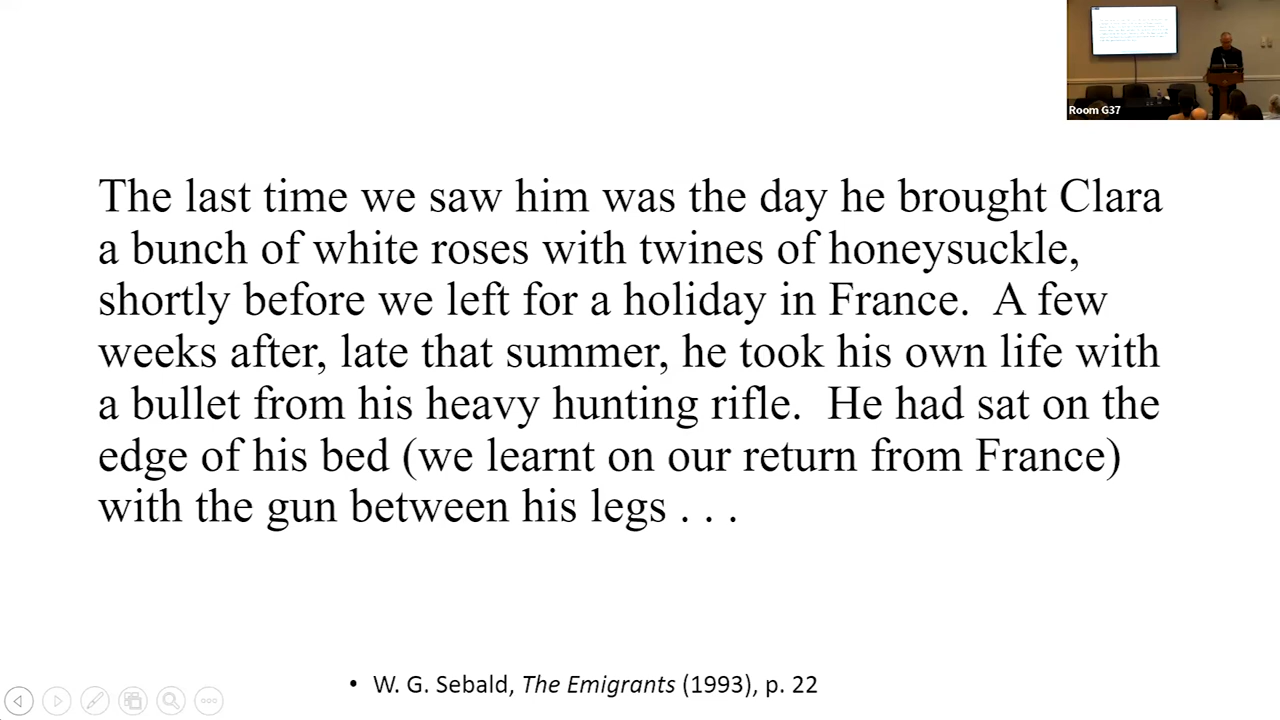 Room G37
The last time we saw him was the day he brought Clara
a bunch of white roses with twines of honeysuckle,
shortly before we left for a holiday in France.  A few
weeks after, late that summer, he took his own life with
a bullet from his heavy hunting rifle.  He had sat on the
edge of his bed (we learnt on our return from France)
with the gun between his legs . . .
• W. G. Sebald, The Emigrants (1993), p. 22